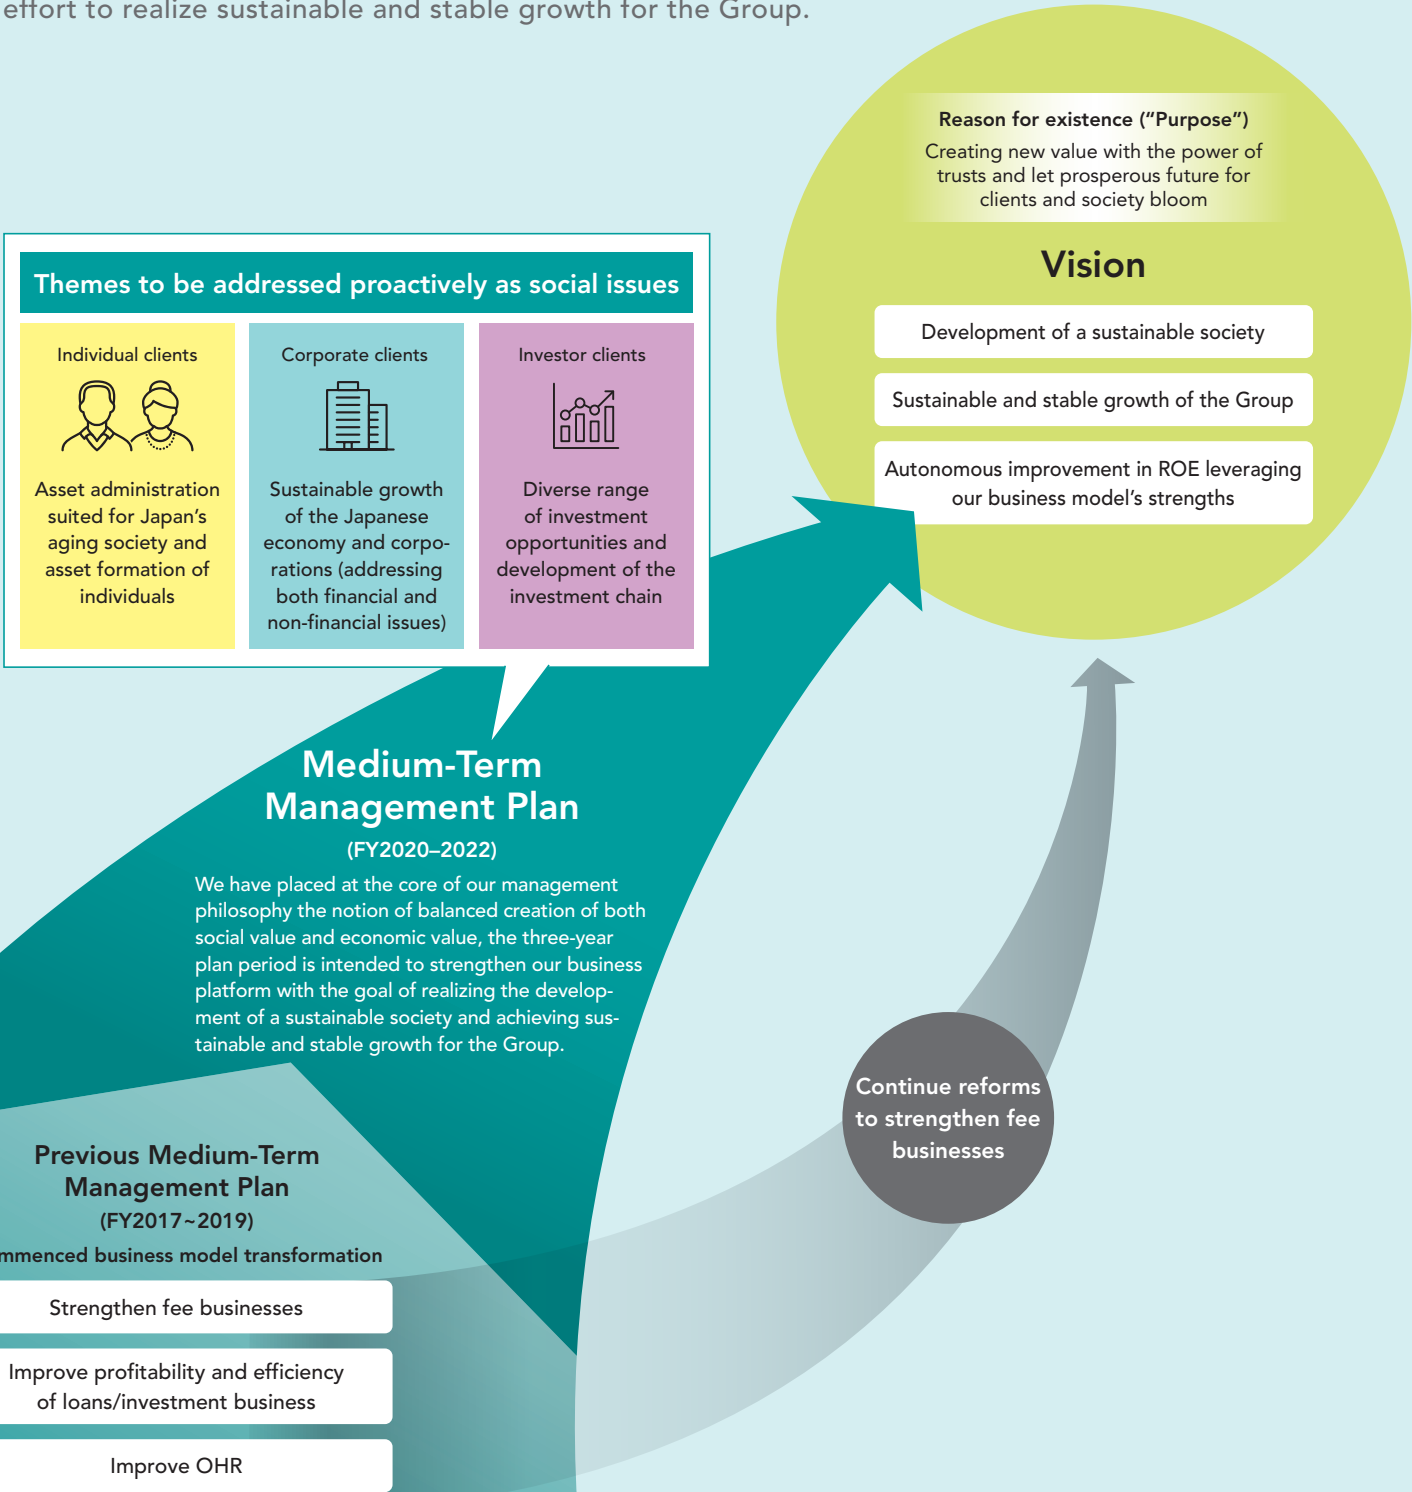 effort to realize sustainable and stable growth for the Group.
Reason for existence (“Purpose”)
Creating new value with the power of
trusts and let prosperous future for
clients and society bloom
Vision
Development of a sustainable society
Sustainable and stable growth of the Group
Autonomous improvement in ROE leveraging
our business model’s strengths
Themes to be addressed proactively as social issues
Individual clients
Asset administration
suited for Japan’s
aging society and
asset formation of
individuals
Corporate clients
Sustainable growth
of the Japanese
economy and corpo-
rations (addressing
both financial and
non-financial issues)
Investor clients
Diverse range
of investment
opportunities and
development of the
investment chain
Medium-Term
Management Plan
(FY2020–2022)
We have placed at the core of our management
philosophy the notion of balanced creation of both
social value and economic value, the three-year
plan period is intended to strengthen our business
platform with the goal of realizing the develop-
ment of a sustainable society and achieving sus-
tainable and stable growth for the Group.
Continue reforms
to strengthen fee
businesses
Previous Medium-Term
Management Plan
(FY2017~2019)
mmenced business model transformation
Strengthen fee businesses
Improve profitability and efficiency
of loans/investment business
Improve OHR